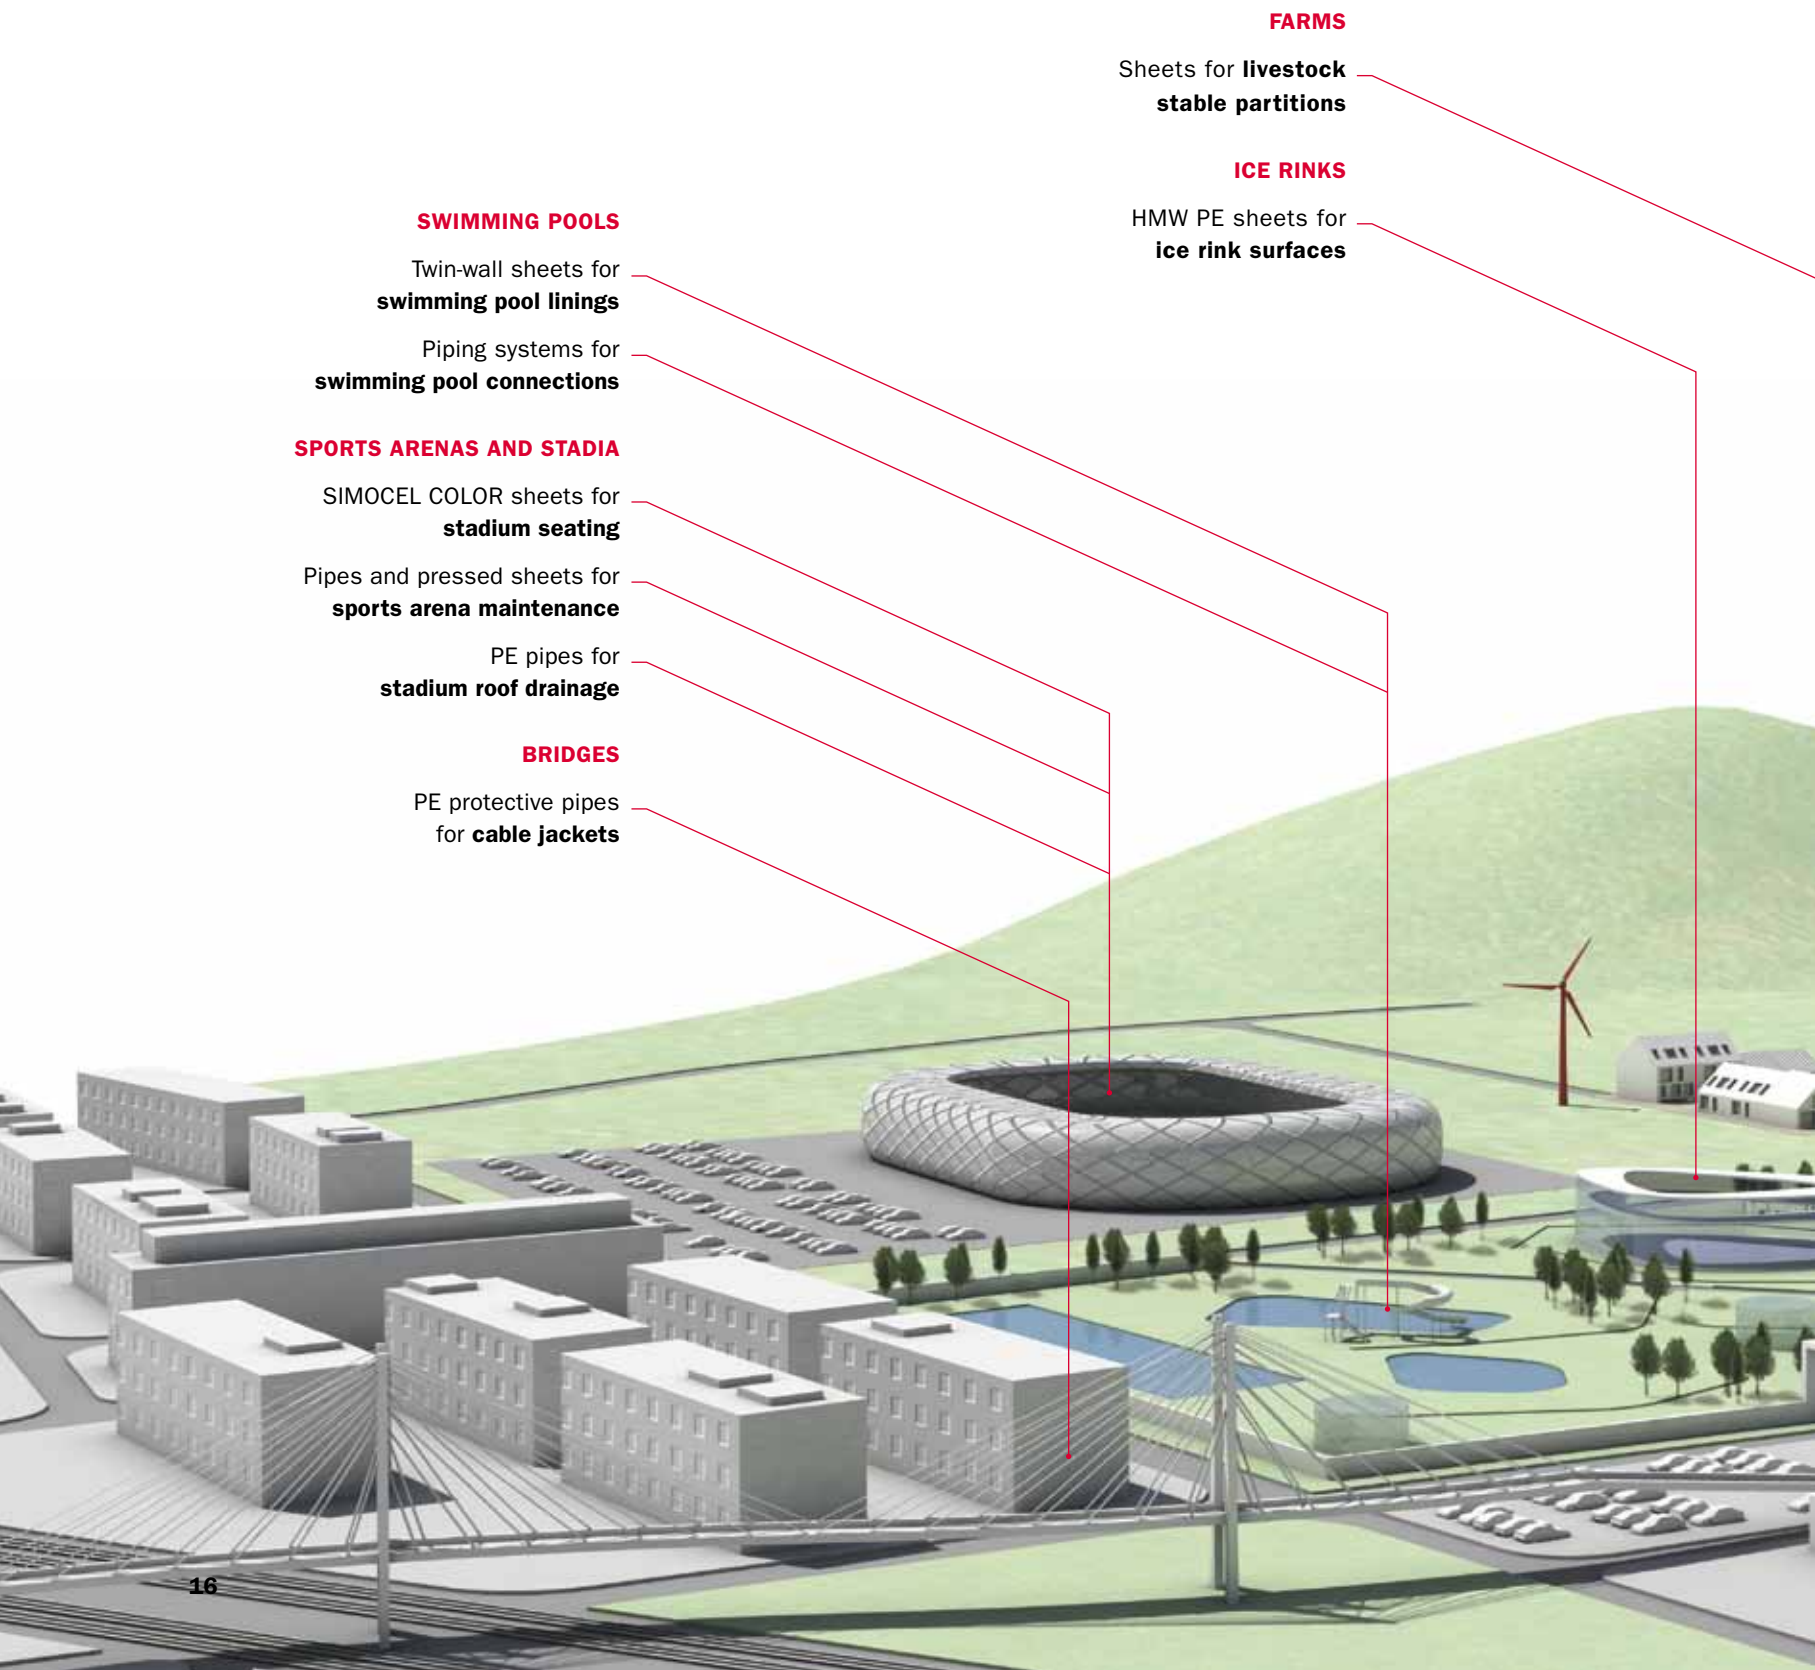 FARMS
Sheets for livestock
stable partitions
ICE RINKS
HMW PE sheets for
ice rink surfaces
SWIMMING POOLS
Twin-wall sheets for
swimming pool linings
Piping systems for
swimming pool connections
SPORTS ARENAS AND STADIA
SIMOCEL COLOR sheets for
stadium seating
Pipes and pressed sheets for
sports arena maintenance
PE pipes for
stadium roof drainage
BRIDGES
PE protective pipes
for cable jackets
16